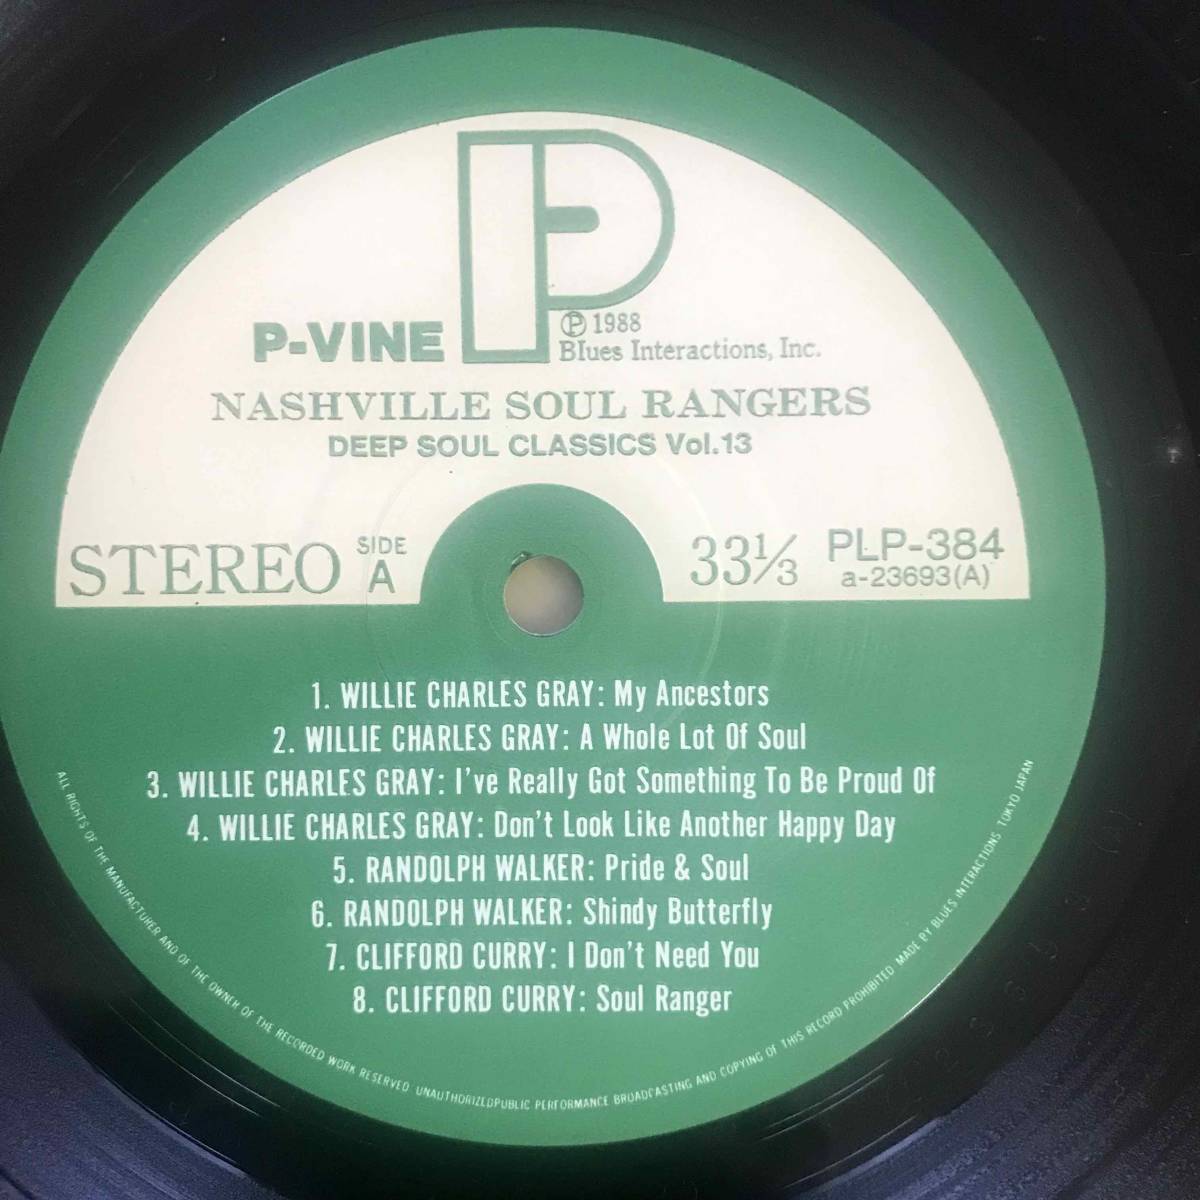 P-VINE
℗ 1988
Blues Interactions, Inc.
NASHVILLE SOUL RANGERS
DEEP SOUL CLASSICS Vol.13
STEREO SIDE A 33⅓ PLP-384
a-23693(A)
1. WILLIE CHARLES GRAY: My Ancestors
2. WILLIE CHARLES GRAY: A Whole Lot Of Soul
3. WILLIE CHARLES GRAY: I've Really Got Something To Be Proud Of
4. WILLIE CHARLES GRAY: Don't Look Like Another Happy Day
5. RANDOLPH WALKER: Pride & Soul
6. RANDOLPH WALKER: Shindy Butterfly
7. CLIFFORD CURRY: I Don't Need You
8. CLIFFORD CURRY: Soul Ranger
ALL RIGHTS OF THE MANUFACTURER AND OF THE OWNER OF THE RECORDED WORK RESERVED UNAUTHORIZEDPUBLIC PERFORMANCE BROADCASTING AND COPYING OF THIS RECORD PROHIBITED MADE BY BLUES INTERACTIONS TOKYO JAPAN